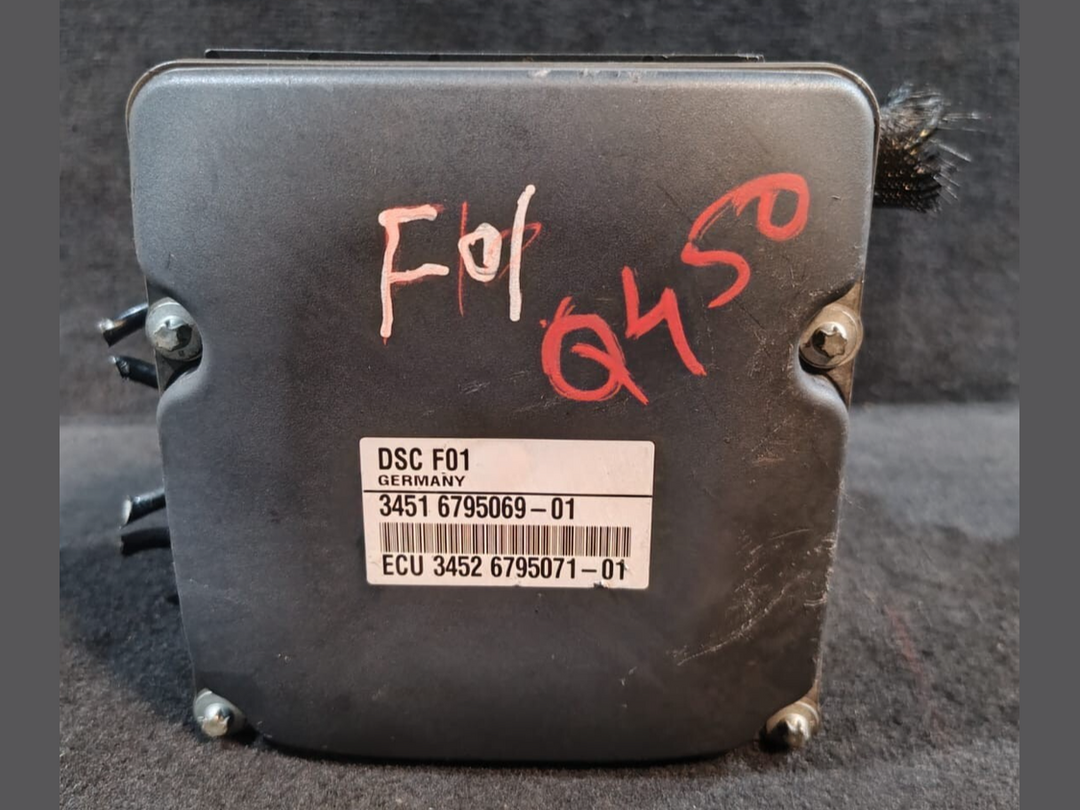 F01
Q450
DSC F01
GERMANY
3451 6795069-01
ECU 3452 6795071-01